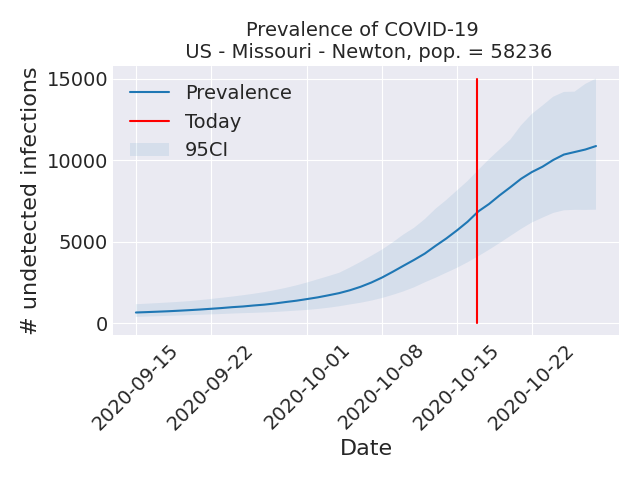 Prevalence of COVID-19
US - Missouri - Newton, pop. = 58236
# undetected infections
15000
10000
5000
0
Prevalence
Today
95CI
2020-09-15
2020-09-22
2020-10-01
2020-10-08
2020-10-15
2020-10-22
Date